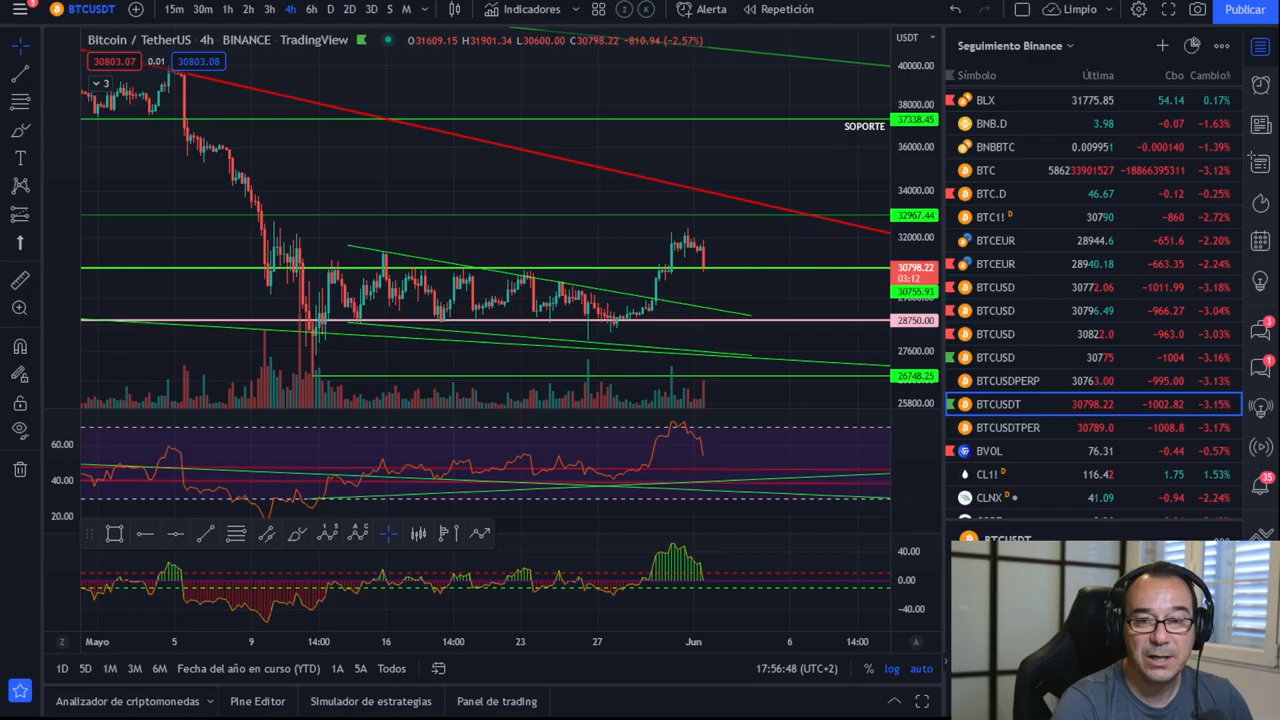 5
BTCUSDT
15m 30m 1h 2h 3h 4h 6h D 2D 3D S M
Indicadores
2 K
Alerta
Repetición
Limpio
Publicar
Bitcoin / TetherUS · 4h · BINANCE · TradingView
O31609.15 H31901.34 L30600.00 C30798.22 −810.94 (−2.57%)
USDT
30803.07 0.01 30803.08
3
40000.00
38000.00
37338.45
SOPORTE
36000.00
34000.00
32967.44
32000.00
30798.22
03:12
30755.93
28750.00
27600.00
26748.25
25800.00
60.00
40.00
20.00
40.00
0.00
−40.00
Z
Mayo 5 9 14:00 16 14:00 23 27 Jun 6 14:00
A
1D 5D 1M 3M 6M Fecha del año en curso (YTD) 1A 5A Todos
17:56:48 (UTC+2) % log auto
Analizador de criptomonedas
Pine Editor
Simulador de estrategias
Panel de trading
Seguimiento Binance
Símbolo Última Cbo Cambio%
BLX 31775.85 54.14 0.17%
BNB.D 3.98 −0.07 −1.63%
BNBBTC 0.009951 −0.000140 −1.39%
BTC 586233901527 −18866395311 −3.12%
BTC.D 46.67 −0.12 −0.25%
BTC1! D 30790 −860 −2.72%
BTCEUR 28944.6 −651.6 −2.20%
BTCEUR 28940.18 −663.35 −2.24%
BTCUSD 30772.06 −1011.99 −3.18%
BTCUSD 30796.49 −966.27 −3.04%
BTCUSD 30822.0 −963.0 −3.03%
BTCUSD 30775 −1004 −3.16%
BTCUSDPERP 30763.00 −995.00 −3.13%
BTCUSDT 30798.22 −1002.82 −3.15%
BTCUSDTPER 30789.0 −1008.8 −3.17%
BVOL 76.31 −0.44 −0.57%
CL1! D 116.42 1.75 1.53%
CLNX 41.09 −0.94 −2.24%
BTCUSDT
3
1
35